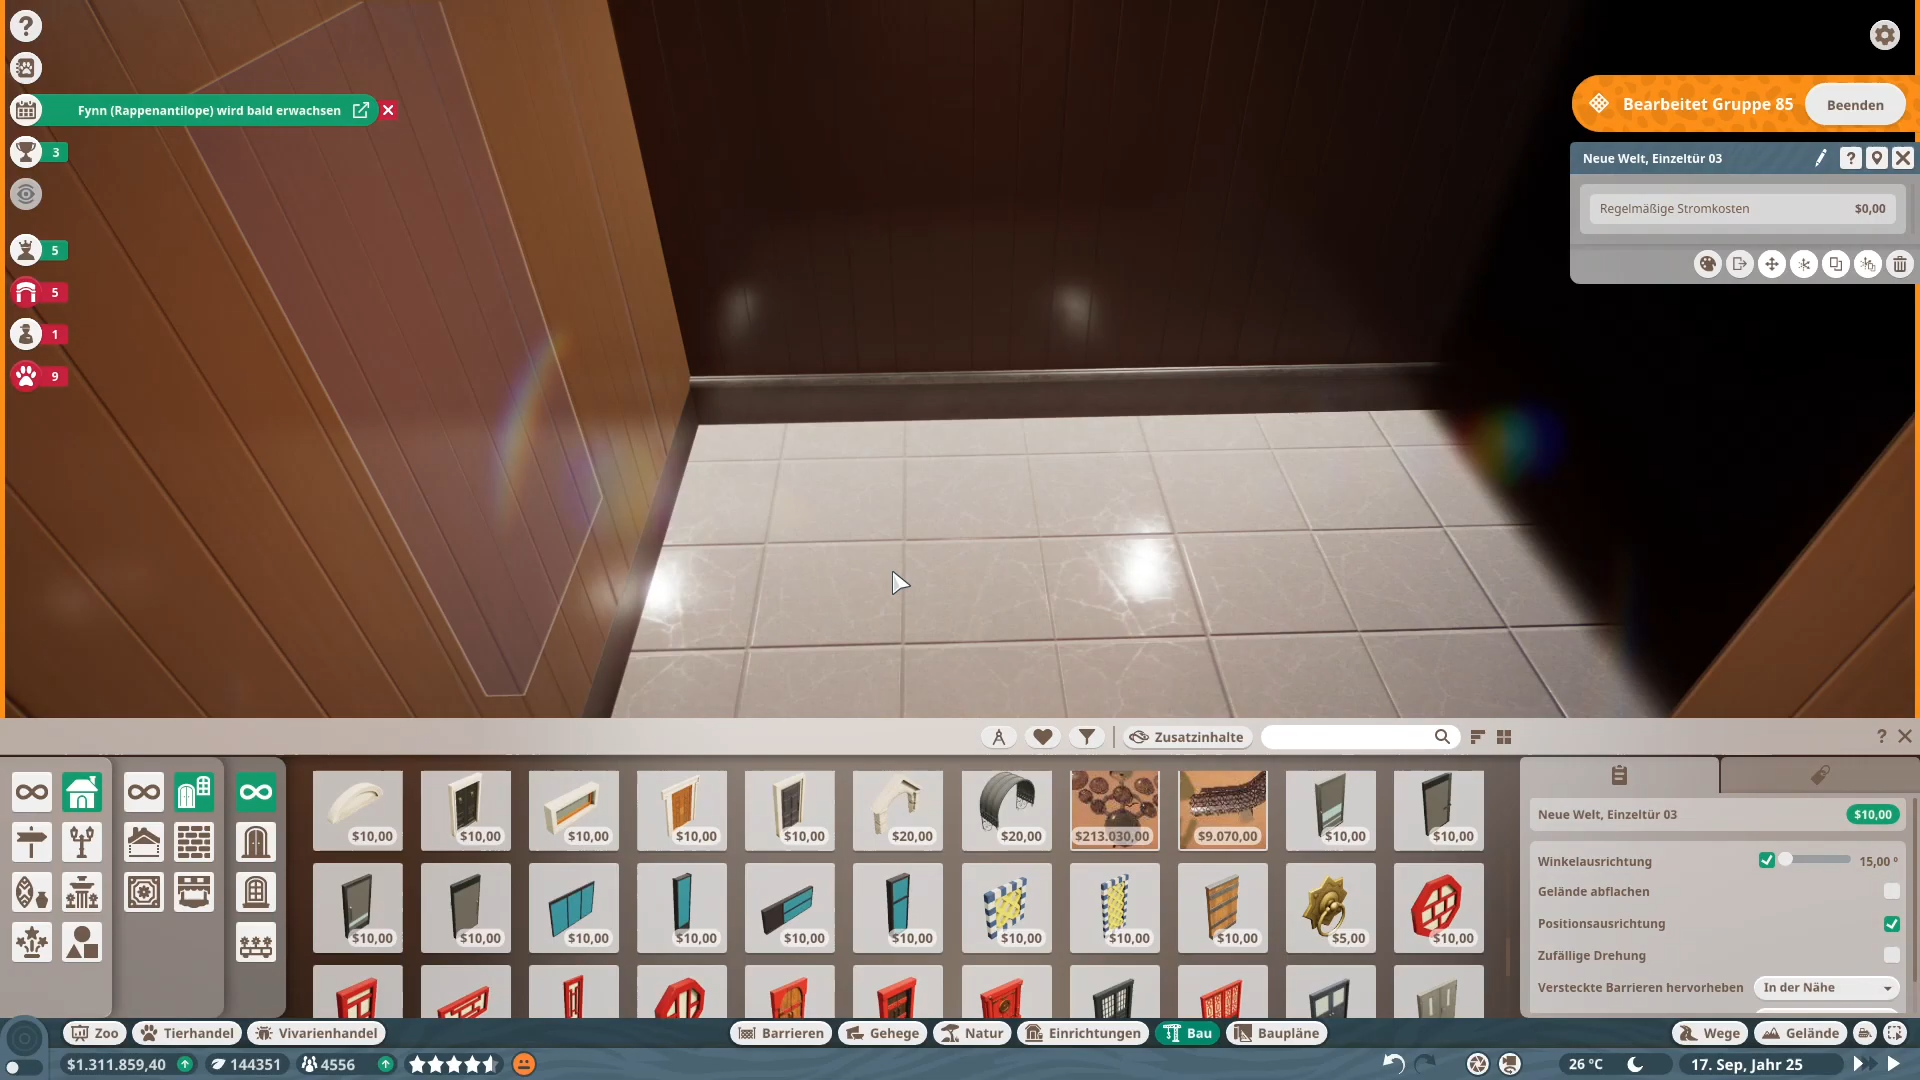 Fynn (Rappenantilope) wird bald erwachsen
3
5
5
1
9
Bearbeitet Gruppe 85
Beenden
Neue Welt, Einzeltür 03
Regelmäßige Stromkosten $0,00
Zusatzinhalte
$10,00 $10,00 $10,00 $10,00 $10,00 $20,00 $20,00 $213.030,00 $9.070,00 $10,00 $10,00
$10,00 $10,00 $10,00 $10,00 $10,00 $10,00 $10,00 $10,00 $10,00 $5,00 $10,00
Neue Welt, Einzeltür 03 $10,00
Winkelausrichtung 15,00 º
Gelände abflachen
Positionsausrichtung
Zufällige Drehung
Versteckte Barrieren hervorheben In der Nähe
Zoo Tierhandel Vivarienhandel Barrieren Gehege Natur Einrichtungen Bau Baupläne Wege Gelände
$1.311.859,40 144351 4556 26 °C 17. Sep, Jahr 25